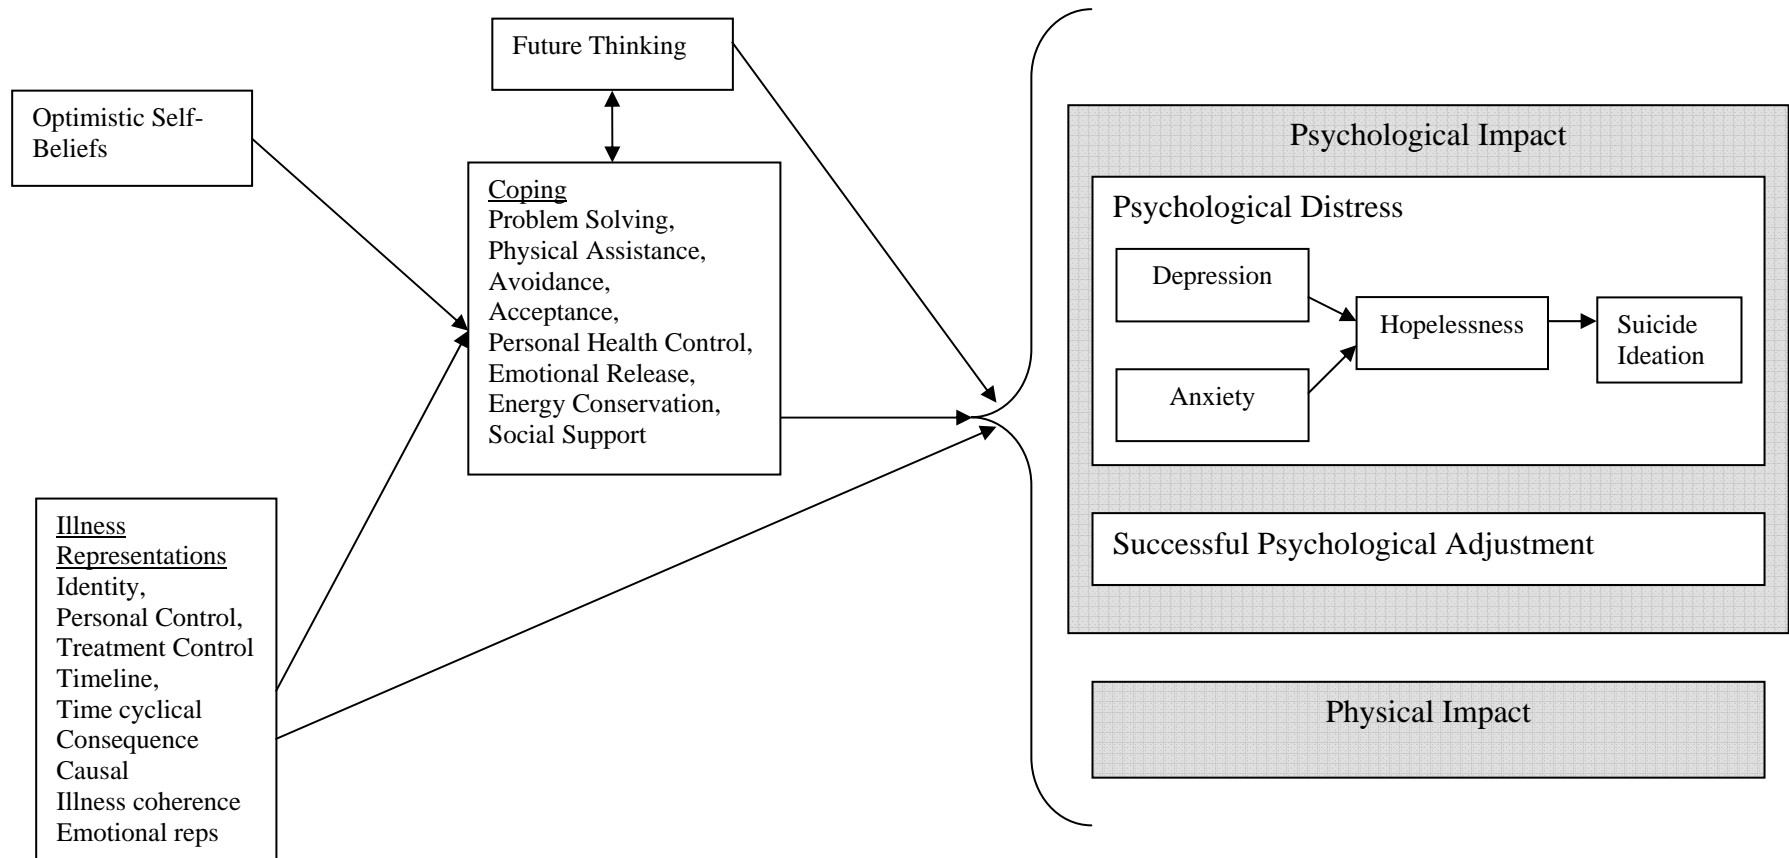 Future Thinking
Optimistic Self-
Beliefs
Coping
Problem Solving,
Physical Assistance,
Avoidance,
Acceptance,
Personal Health Control,
Emotional Release,
Energy Conservation,
Social Support
Illness
Representations
Identity,
Personal Control,
Treatment Control
Timeline,
Time cyclical
Consequence
Causal
Illness coherence
Emotional reps
Psychological Impact
Psychological Distress
Depression
Anxiety
Hopelessness
Suicide
Ideation
Successful Psychological Adjustment
Physical Impact